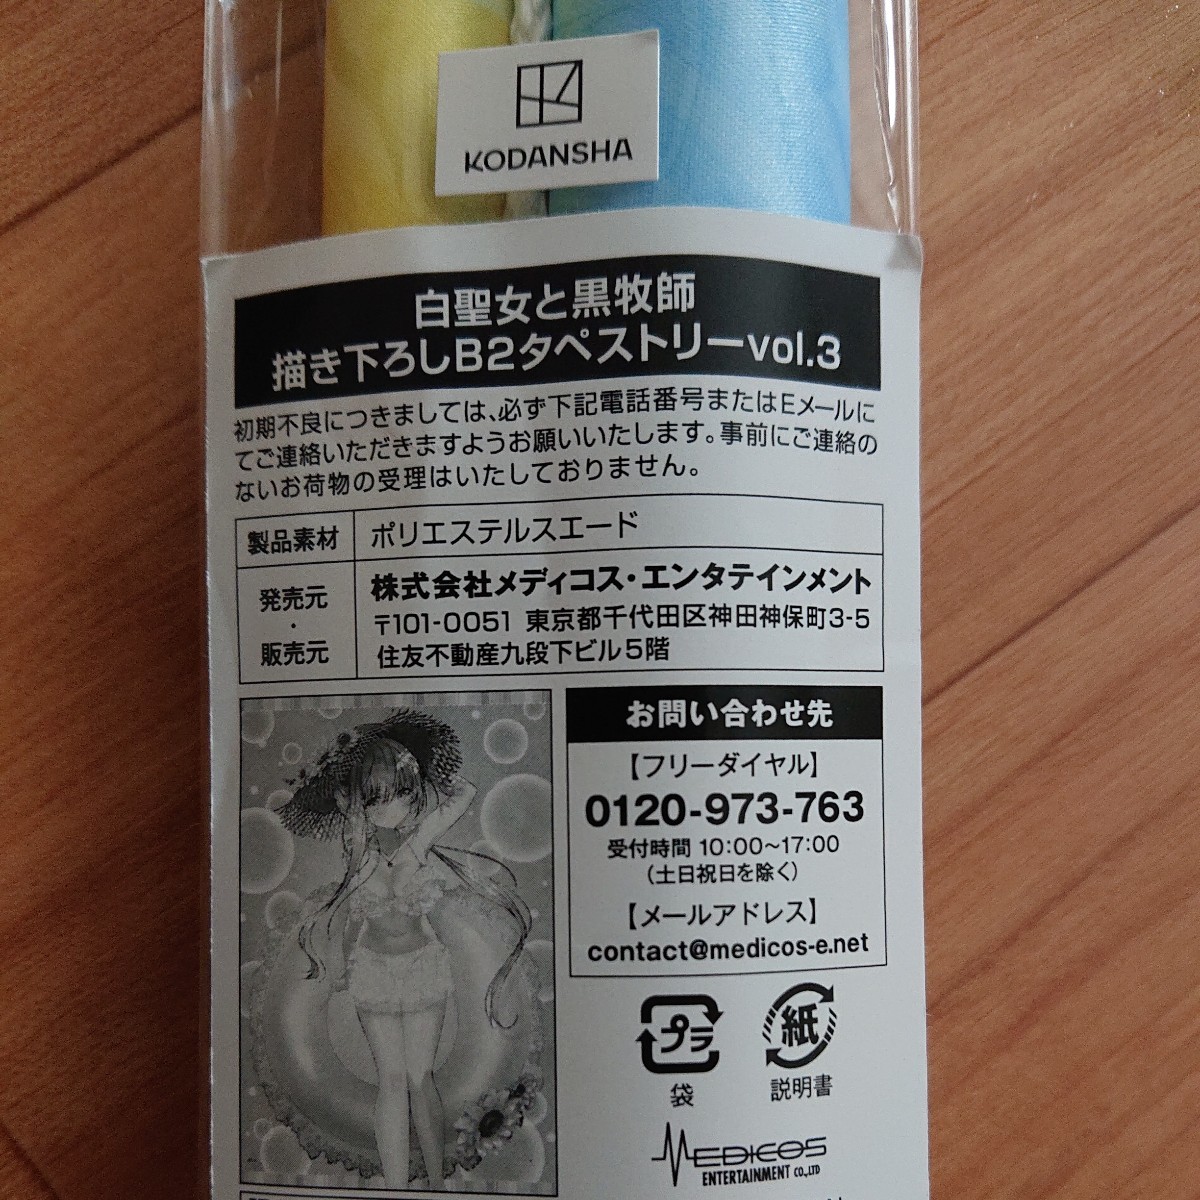 KODANSHA
白聖女と黒牧師
描き下ろしB2タペストリーvol.3
初期不良につきましては、必ず下記電話番号またはEメールに
てご連絡いただきますようお願いいたします。事前にご連絡の
ないお荷物の受理はいたしておりません。
製品素材 ポリエステルスエード
発売元・販売元
株式会社メディコス・エンタテインメント
〒101-0051 東京都千代田区神田神保町3-5
住友不動産九段下ビル5階
お問い合わせ先
【フリーダイヤル】
0120-973-763
受付時間 10:00~17:00
(土日祝日を除く)
【メールアドレス】
contact@medicos-e.net
プラ
袋
紙
説明書
MEDICOS
ENTERTAINMENT CO.,LTD